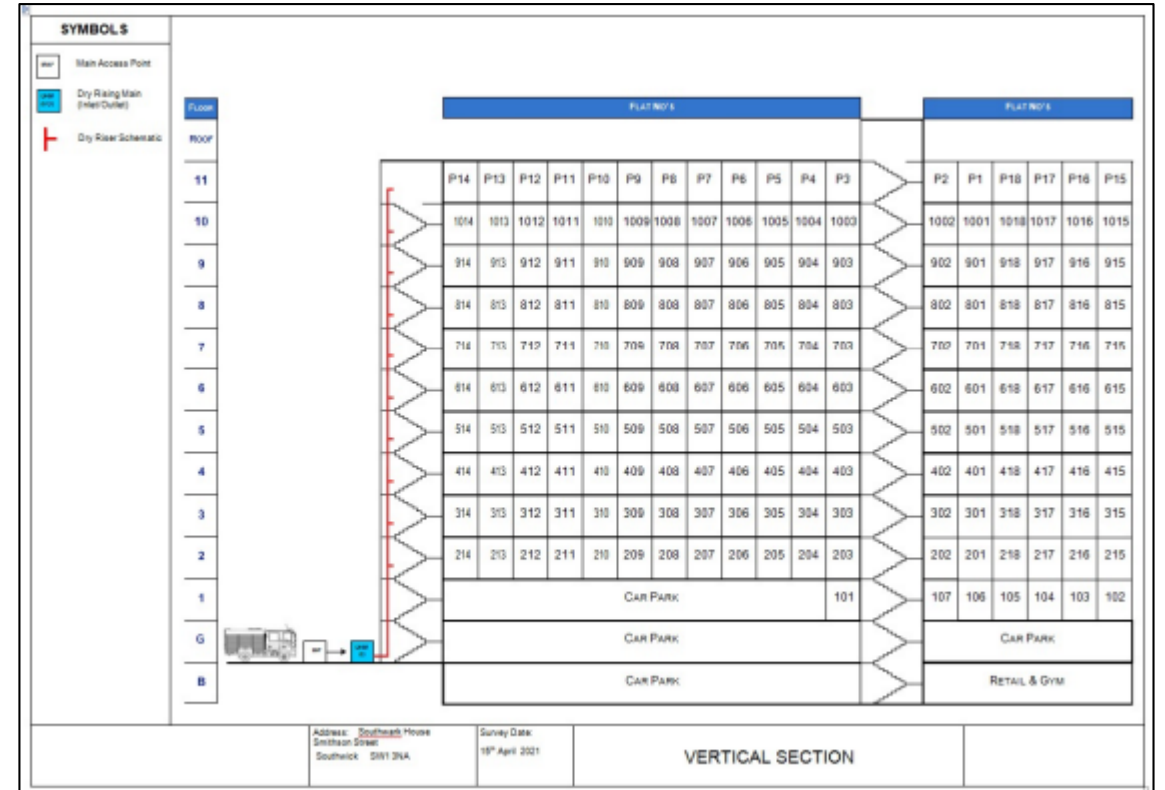 SYMBOLS
Main Access Point
Dry Rising Main
(Inlet/Outlet)
Dry Riser Schematic
FLOOR
FLAT NO'S
FLAT NO'S
ROOF
11 P14 P13 P12 P11 P10 P9 P8 P7 P6 P5 P4 P3 P2 P1 P18 P17 P16 P15
10 1014 1013 1012 1011 1010 1009 1008 1007 1006 1005 1004 1003 1002 1001 1018 1017 1016 1015
9 914 913 912 911 910 909 908 907 906 905 904 903 902 901 918 917 916 915
8 814 813 812 811 810 809 808 807 806 805 804 803 802 801 818 817 816 815
7 714 713 712 711 710 709 708 707 706 705 704 703 702 701 718 717 716 715
6 614 613 612 611 610 609 608 607 606 605 604 603 602 601 618 617 616 615
5 514 513 512 511 510 509 508 507 506 505 504 503 502 501 518 517 516 515
4 414 413 412 411 410 409 408 407 406 405 404 403 402 401 418 417 416 415
3 314 313 312 311 310 309 308 307 306 305 304 303 302 301 318 317 316 315
2 214 213 212 211 210 209 208 207 206 205 204 203 202 201 218 217 216 215
1 CAR PARK 101 107 106 105 104 103 102
G CAR PARK CAR PARK
B CAR PARK RETAIL & GYM
Address: Southwark House
Smithson Street
Southwick SW1 3NA
Survey Date:
15th April 2021
VERTICAL SECTION